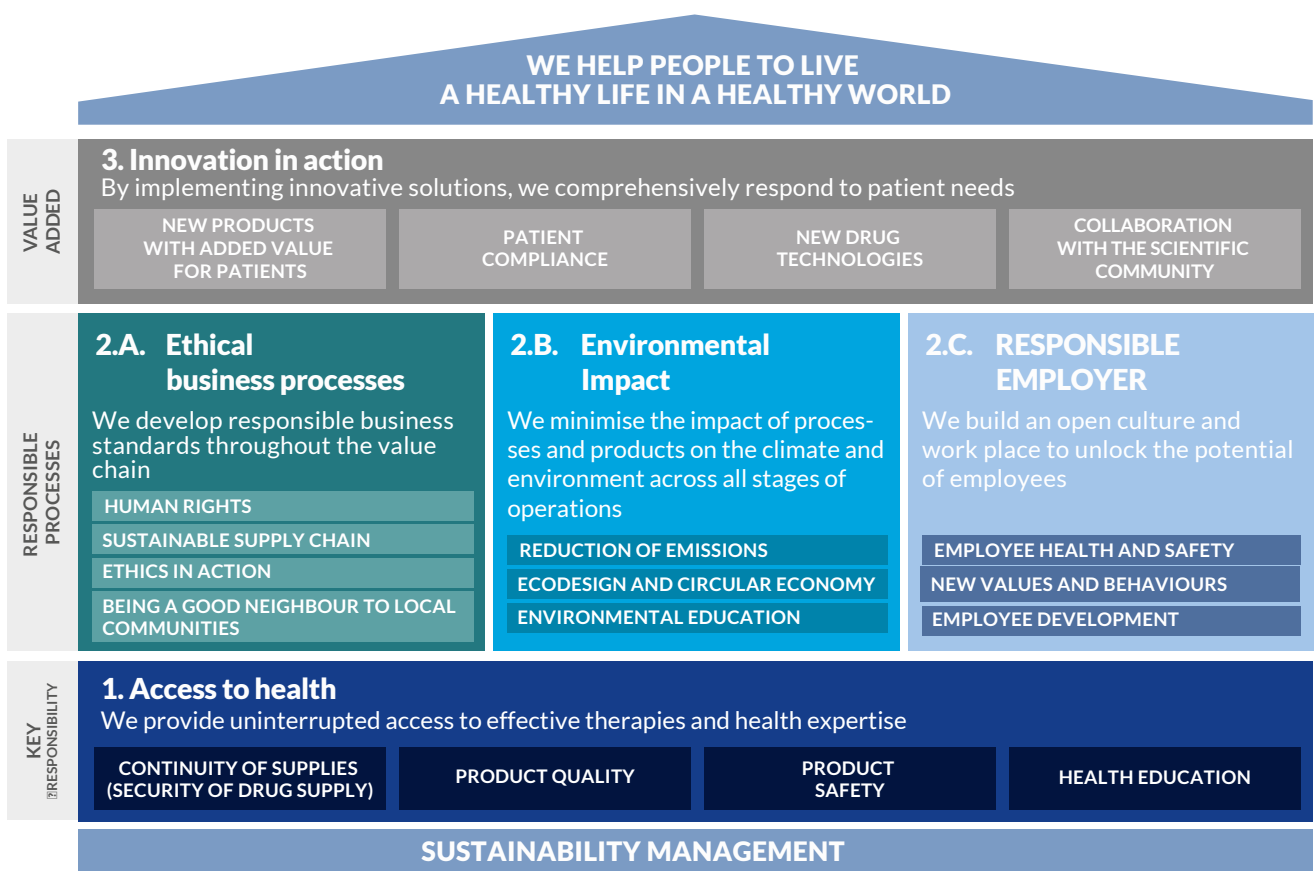 WE HELP PEOPLE TO LIVE
A HEALTHY LIFE IN A HEALTHY WORLD
VALUE
ADDED
3. Innovation in action
By implementing innovative solutions, we comprehensively respond to patient needs
NEW PRODUCTS
WITH ADDED VALUE
FOR PATIENTS
PATIENT
COMPLIANCE
NEW DRUG
TECHNOLOGIES
COLLABORATION
WITH THE SCIENTIFIC
COMMUNITY
RESPONSIBLE
PROCESSES
2.A. Ethical
business processes
We develop responsible business
standards throughout the value
chain
HUMAN RIGHTS
SUSTAINABLE SUPPLY CHAIN
ETHICS IN ACTION
BEING A GOOD NEIGHBOUR TO LOCAL
COMMUNITIES
2.B. Environmental
Impact
We minimise the impact of proces-
ses and products on the climate and
environment across all stages of
operations
REDUCTION OF EMISSIONS
ECODESIGN AND CIRCULAR ECONOMY
ENVIRONMENTAL EDUCATION
2.C. RESPONSIBLE
EMPLOYER
We build an open culture and
work place to unlock the potential
of employees
EMPLOYEE HEALTH AND SAFETY
NEW VALUES AND BEHAVIOURS
EMPLOYEE DEVELOPMENT
KEY
RESPONSIBILITY
1. Access to health
We provide uninterrupted access to effective therapies and health expertise
CONTINUITY OF SUPPLIES
(SECURITY OF DRUG SUPPLY)
PRODUCT QUALITY
PRODUCT
SAFETY
HEALTH EDUCATION
SUSTAINABILITY MANAGEMENT